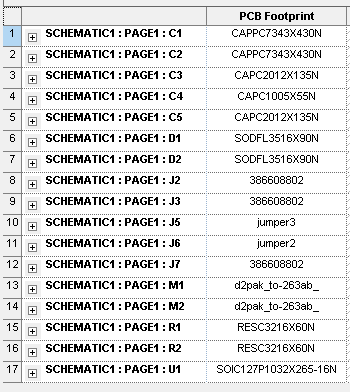 PCB Footprint
1 SCHEMATIC1 : PAGE1 : C1 CAPPC7343X430N
2 SCHEMATIC1 : PAGE1 : C2 CAPPC7343X430N
3 SCHEMATIC1 : PAGE1 : C3 CAPC2012X135N
4 SCHEMATIC1 : PAGE1 : C4 CAPC1005X55N
5 SCHEMATIC1 : PAGE1 : C5 CAPC2012X135N
6 SCHEMATIC1 : PAGE1 : D1 SODFL3516X90N
7 SCHEMATIC1 : PAGE1 : D2 SODFL3516X90N
8 SCHEMATIC1 : PAGE1 : J2 386608802
9 SCHEMATIC1 : PAGE1 : J3 386608802
10 SCHEMATIC1 : PAGE1 : J5 jumper3
11 SCHEMATIC1 : PAGE1 : J6 jumper2
12 SCHEMATIC1 : PAGE1 : J7 386608802
13 SCHEMATIC1 : PAGE1 : M1 d2pak_to-263ab_
14 SCHEMATIC1 : PAGE1 : M2 d2pak_to-263ab_
15 SCHEMATIC1 : PAGE1 : R1 RESC3216X60N
16 SCHEMATIC1 : PAGE1 : R2 RESC3216X60N
17 SCHEMATIC1 : PAGE1 : U1 SOIC127P1032X265-16N